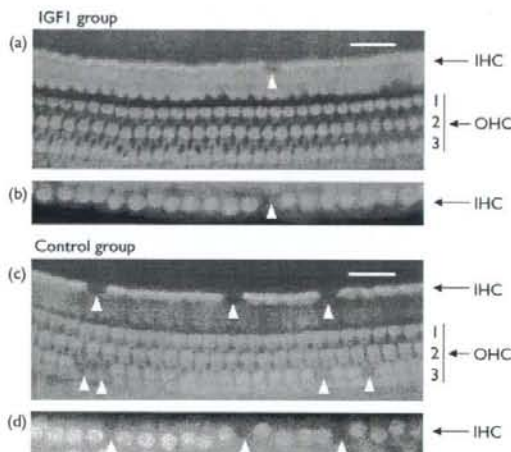 IGF1 group
(a)
IHC
1
2
OHC
3
(b)
IHC
Control group
(c)
IHC
1
2
OHC
3
(d)
IHC